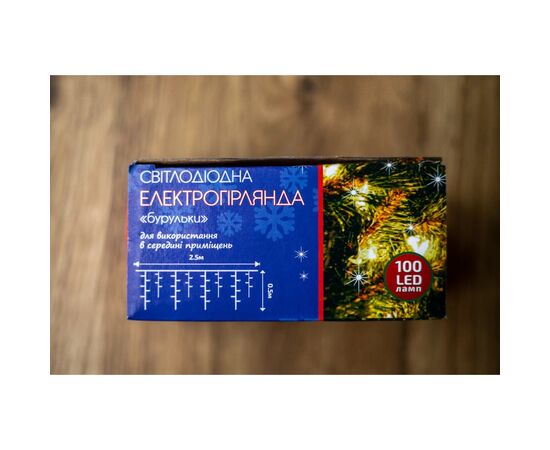 СВІТЛОДІОДНА
ЕЛЕКТРОГІРЛЯНДА
«бурульки»
для використання
в середині приміщень
2.5м
0.5м
100
LED
ламп